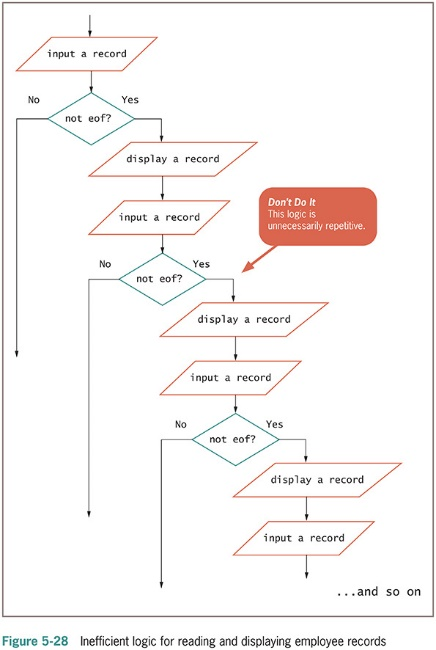 input a record
No
Yes
not eof?
display a record
input a record
Don't Do It
This logic is
unnecessarily repetitive.
No
Yes
not eof?
display a record
input a record
No
Yes
not eof?
display a record
input a record
...and so on
Figure 5-28 Inefficient logic for reading and displaying employee records